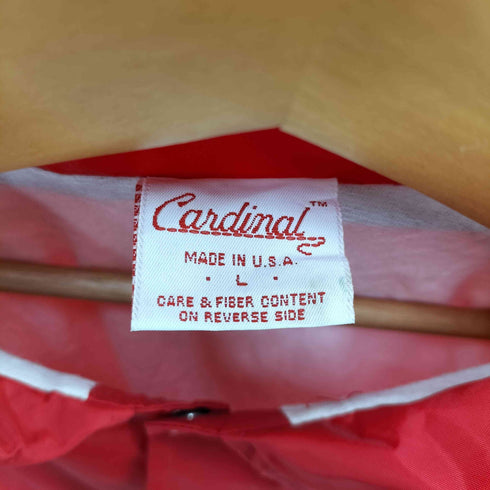 Cardinal™
MADE IN U.S.A.
· L ·
CARE & FIBER CONTENT
ON REVERSE SIDE